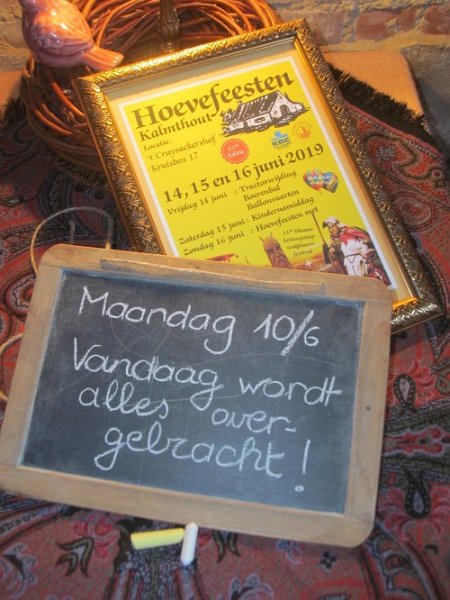 Hoevefeesten
Kalmthout
Locatie:
't Cruysackershof
Kruisbos 17
KBC
14, 15 en 16 juni 2019
Vrijdag 14 juni : Tractorwijding
Boerenbal
Ballonvaarten
Zaterdag 15 juni : Kindernamiddag
Zondag 16 juni : Hoevefeesten met
Maandag 10/6
Vandaag wordt
alles over-
gebracht!